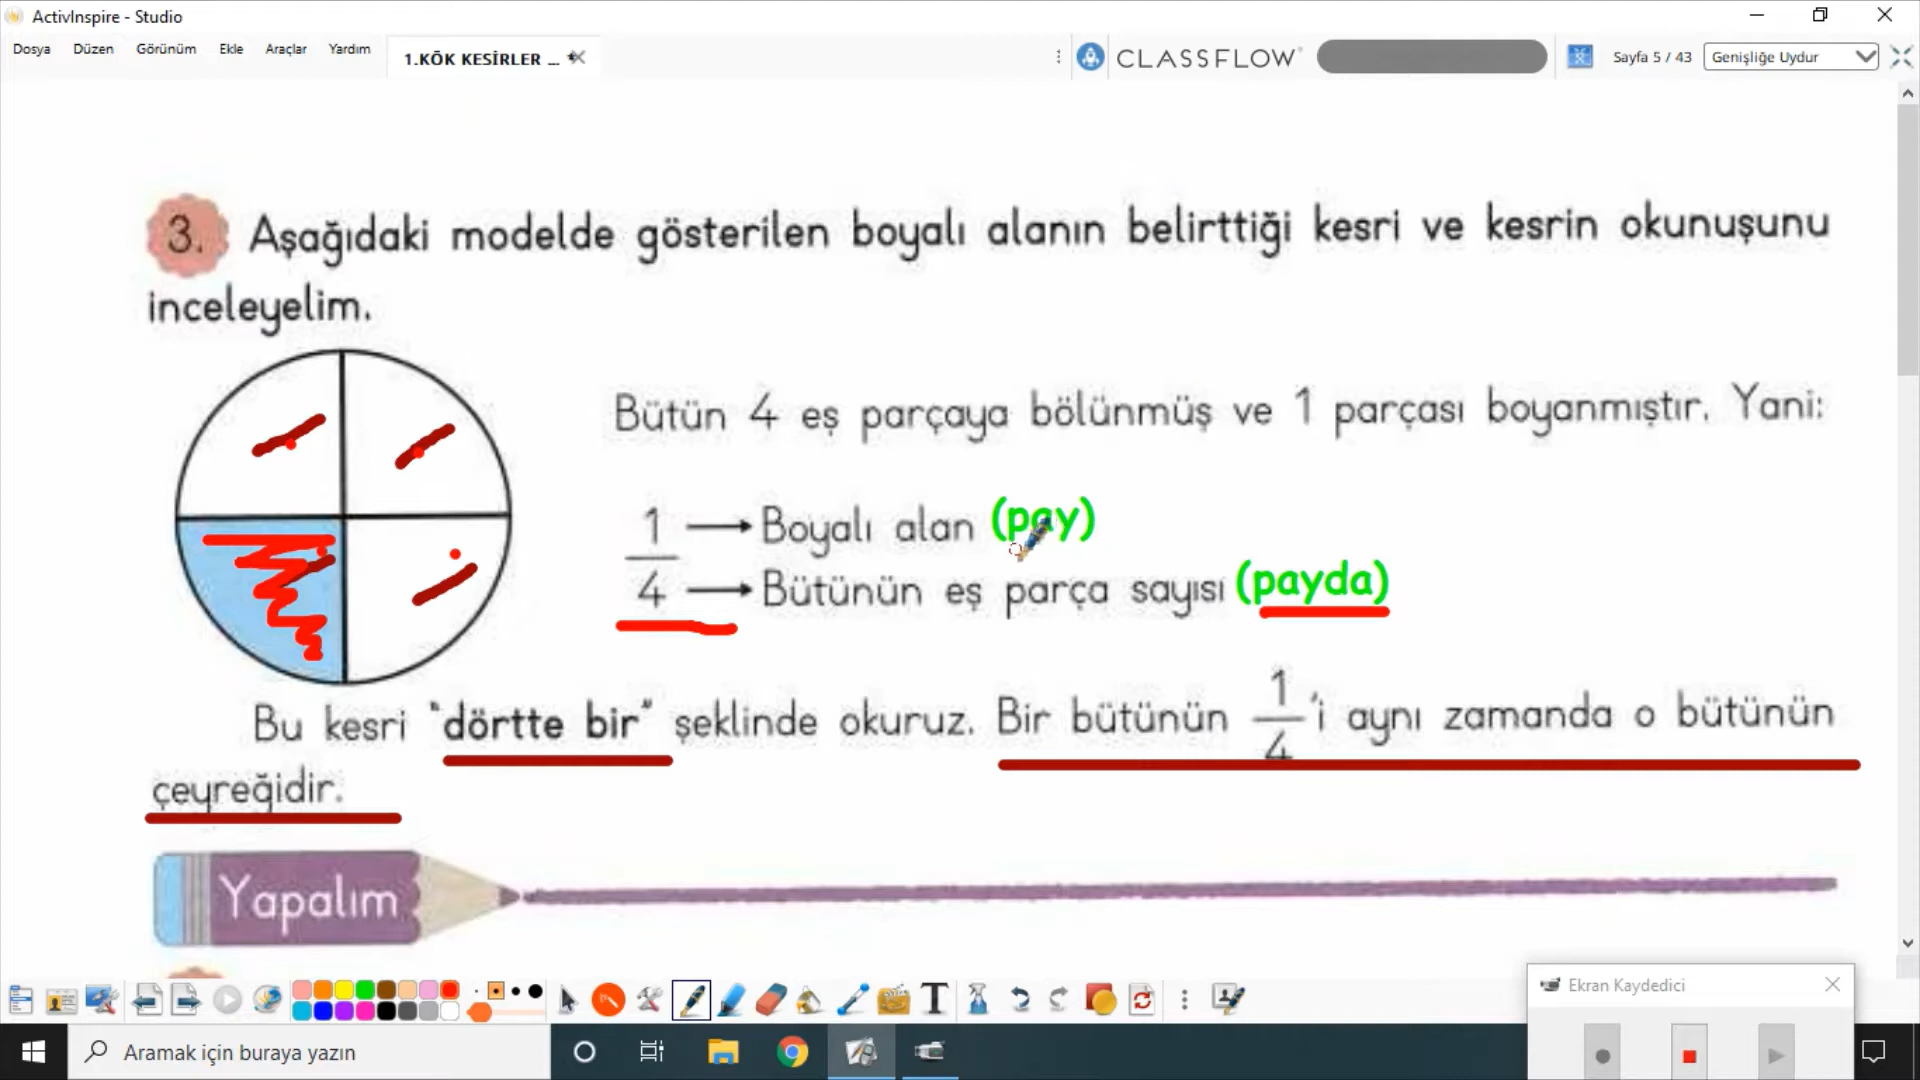 ActivInspire - Studio
Dosya Düzen Görünüm Ekle Araçlar Yardım
1.KÖK KESİRLER ...
CLASSFLOW
Sayfa 5 / 43
Genişliğe Uydur
3. Aşağıdaki modelde gösterilen boyalı alanın belirttiği kesri ve kesrin okunuşunu
inceleyelim.
Bütün 4 eş parçaya bölünmüş ve 1 parçası boyanmıştır. Yani:
1 → Boyalı alan (pay)
4 → Bütünün eş parça sayısı (payda)
Bu kesri "dörtte bir" şeklinde okuruz. Bir bütünün 1/4'i aynı zamanda o bütünün
çeyreğidir.
Yapalım
Ekran Kaydedici
Aramak için buraya yazın